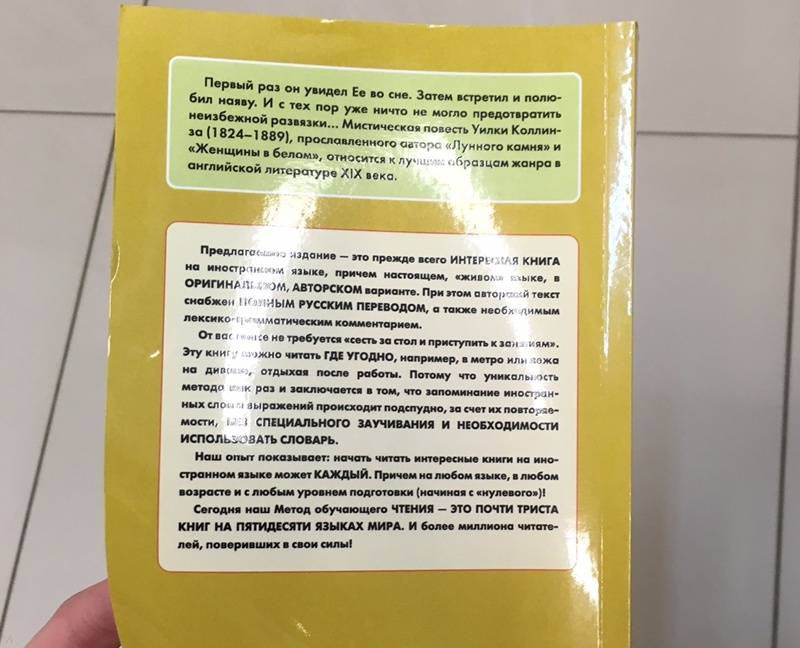 Первый раз он увидел Ее во сне. Затем встретил и полю-
бил наяву. И с тех пор уже ничто не могло предотвратить
неизбежной развязки... Мистическая повесть Уилки Коллин-
за (1824–1889), прославленного автора «Лунного камня» и
«Женщины в белом», относится к лучшим образцам жанра в
английской литературе XIX века.
Предлагаемое издание — это прежде всего ИНТЕРЕСНАЯ КНИГА
на иностранном языке, причем настоящем, «живом» языке, в
ОРИГИНАЛЬНОМ, АВТОРСКОМ варианте. При этом авторский текст
снабжен ПОЛНЫМ РУССКИМ ПЕРЕВОДОМ, а также необходимым
лексико-грамматическим комментарием.
От вас вовсе не требуется «сесть за стол и приступить к занятиям».
Эту книгу можно читать ГДЕ УГОДНО, например, в метро или лежа
на диване, отдыхая после работы. Потому что уникальность
метода как раз и заключается в том, что запоминание иностран-
ных слов и выражений происходит подспудно, за счет их повторяе-
мости, БЕЗ СПЕЦИАЛЬНОГО ЗАУЧИВАНИЯ И НЕОБХОДИМОСТИ
ИСПОЛЬЗОВАТЬ СЛОВАРЬ.
Наш опыт показывает: начать читать интересные книги на ино-
странном языке может КАЖДЫЙ. Причем на любом языке, в любом
возрасте и с любым уровнем подготовки (начиная с «нулевого»)!
Сегодня наш Метод обучающего ЧТЕНИЯ — ЭТО ПОЧТИ ТРИСТА
КНИГ НА ПЯТИДЕСЯТИ ЯЗЫКАХ МИРА. И более миллиона читате-
лей, поверивших в свои силы!